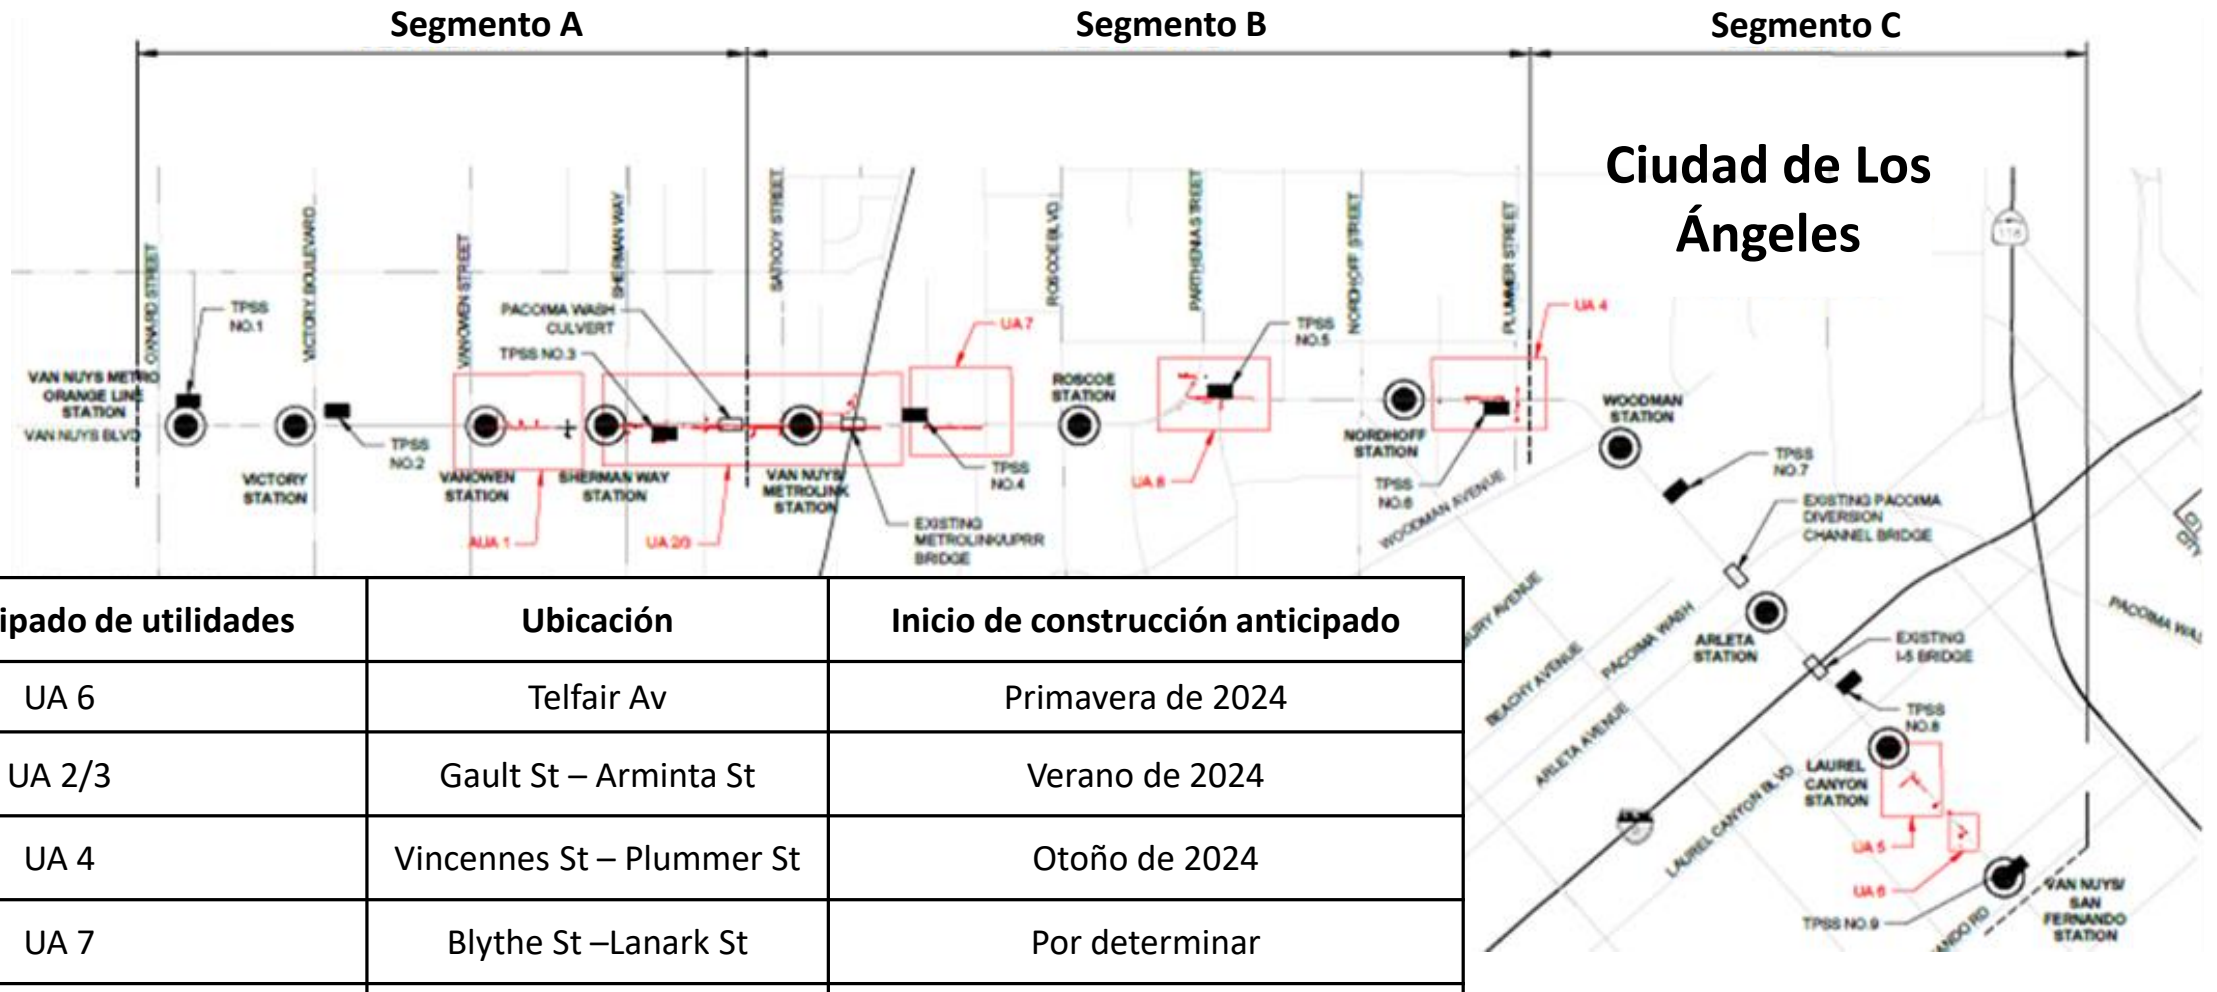 Segmento A
Segmento B
Segmento C
Ciudad de Los
Ángeles
OXNARD STREET
VICTORY BOULEVARD
VANOWEN STREET
SHERMAN WAY
SATICOY STREET
ROSCOE BLVD
PARTHENIA STREET
NORDHOFF STREET
PLUMMER STREET
118
TPSS
NO.1
PACOIMA WASH
CULVERT
TPSS NO.3
UA 7
TPSS
NO.5
UA 4
VAN NUYS METRO
ORANGE LINE
STATION
VAN NUYS BLVD
ROSCOE
STATION
WOODMAN
STATION
TPSS
NO.2
VICTORY
STATION
VANOWEN
STATION
SHERMAN WAY
STATION
VAN NUYS/
METROLINK
STATION
TPSS
NO.4
UA 8
NORDHOFF
STATION
TPSS
NO.6
WOODMAN AVENUE
TPSS
NO.7
AUA 1
UA 2/3
EXISTING
METROLINK/UPRR
BRIDGE
EXISTING PACOIMA
DIVERSION
CHANNEL BRIDGE
BURY AVENUE
BEACHY AVENUE
PACOIMA WASH
ARLETA AVENUE
LAUREL CANYON BLVD
ARLETA
STATION
EXISTING
I-5 BRIDGE
PACOIMA WAS
TPSS
NO.8
LAUREL
CANYON
STATION
UA 5
UA 6
TPSS NO.9
VAN NUYS/
SAN
FERNANDO
STATION
ANDO RD
CITY
ipado de utilidades
Ubicación
Inicio de construcción anticipado
UA 6
Telfair Av
Primavera de 2024
UA 2/3
Gault St – Arminta St
Verano de 2024
UA 4
Vincennes St – Plummer St
Otoño de 2024
UA 7
Blythe St –Lanark St
Por determinar